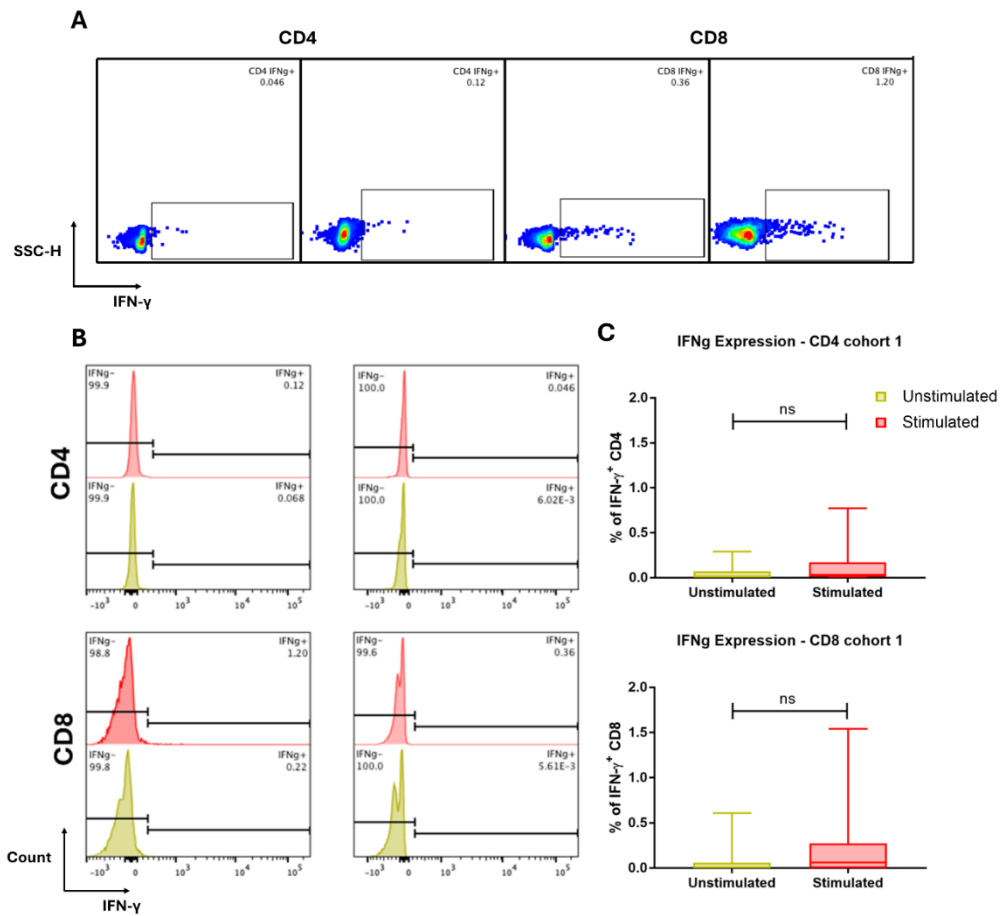 A
CD4
CD8
CD4 IFNg+
0.046
CD4 IFNg+
0.12
CD8 IFNg+
0.36
CD8 IFNg+
1.20
SSC-H
IFN-γ
B
CD4
IFNg-
99.9
IFNg+
0.12
IFNg-
100.0
IFNg+
0.046
IFNg-
99.9
IFNg+
0.068
IFNg-
100.0
IFNg+
6.02E-3
-10³ 0 10³ 10⁴ 10⁵
-10³ 0 10³ 10⁴ 10⁵
CD8
IFNg-
98.8
IFNg+
1.20
IFNg-
99.6
IFNg+
0.36
IFNg-
99.8
IFNg+
0.22
IFNg-
100.0
IFNg+
5.61E-3
-10³ 0 10³ 10⁴ 10⁵
-10³ 0 10³ 10⁴ 10⁵
Count
IFN-γ
C
IFNg Expression - CD4 cohort 1
Unstimulated
Stimulated
% of IFN-γ⁺ CD4
2.0
1.5
1.0
0.5
0.0
ns
Unstimulated Stimulated
IFNg Expression - CD8 cohort 1
% of IFN-γ⁺ CD8
2.0
1.5
1.0
0.5
0.0
ns
Unstimulated Stimulated